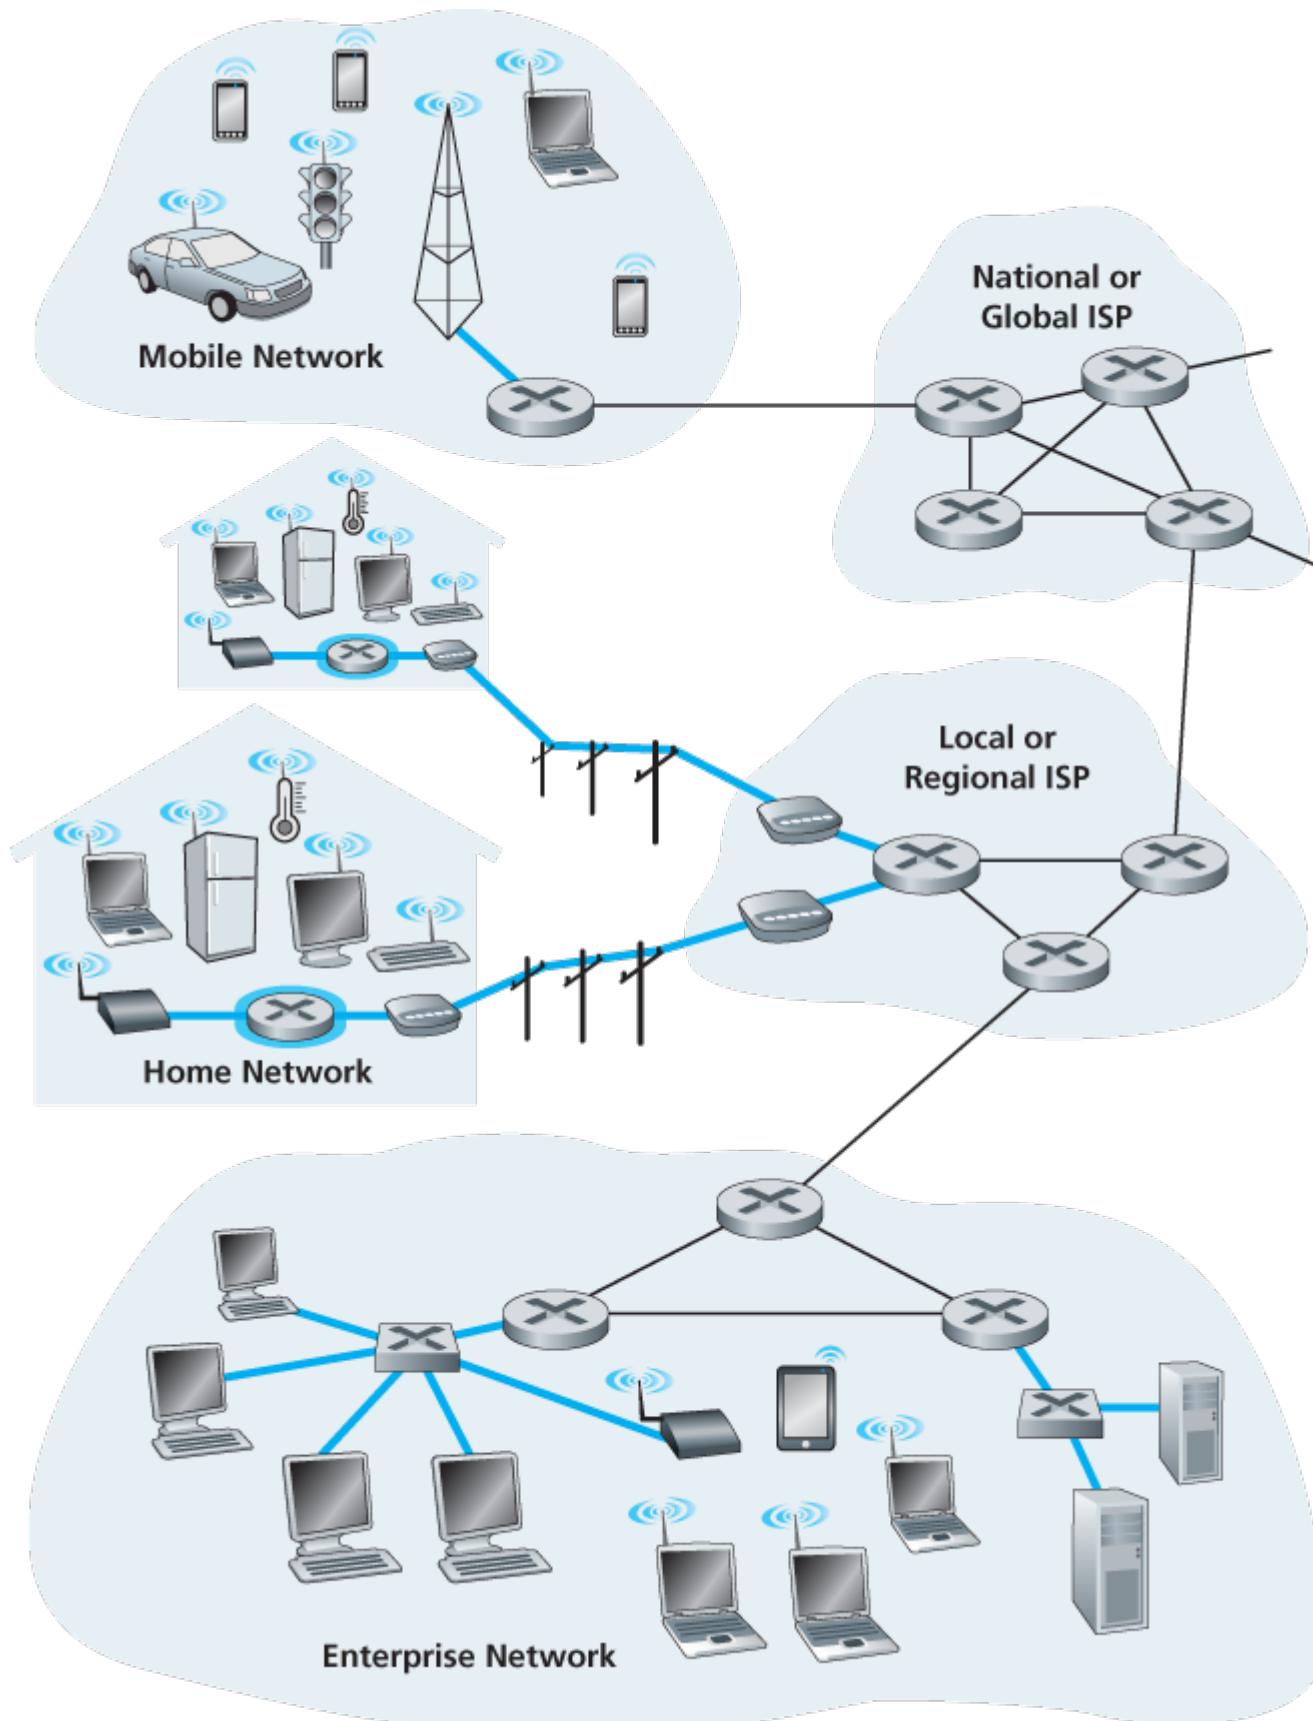 National or
Global ISP
Mobile Network
Local or
Regional ISP
Home Network
Enterprise Network